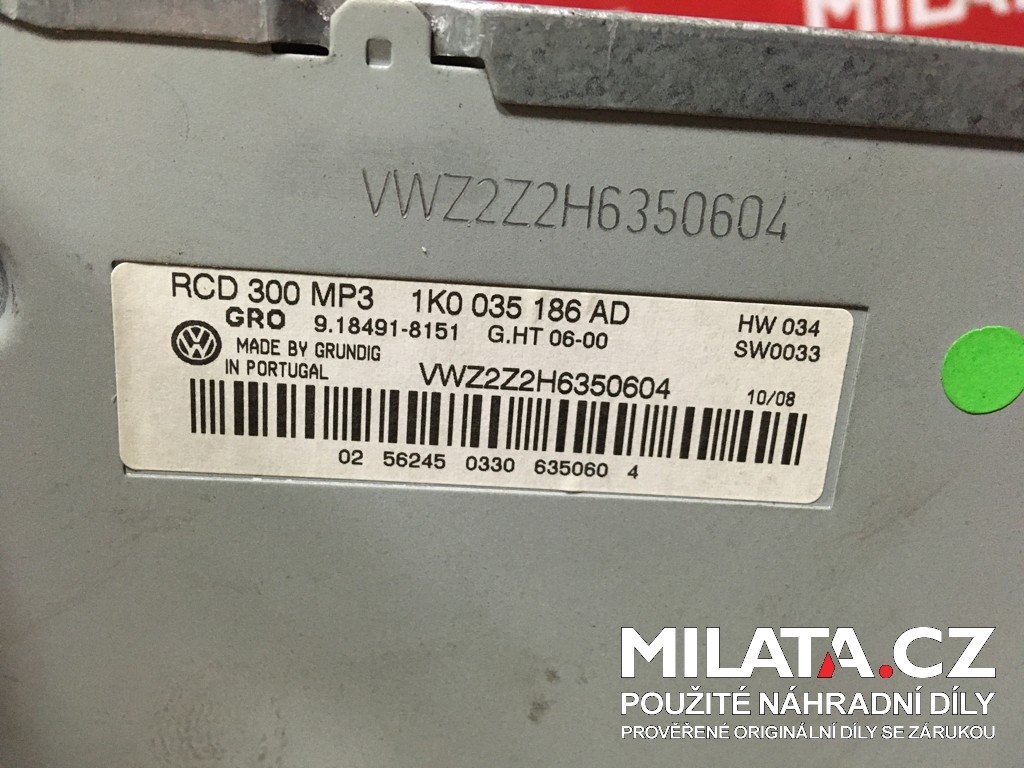 MILATA
VWZ2Z2H6350604
RCD 300 MP3 1K0 035 186 AD
GRO 9.18491-8151 G.HT 06-00
HW 034
SW0033
MADE BY GRUNDIG
IN PORTUGAL
VWZ2Z2H6350604
10/08
02 56245 0330 635060 4
MILATA.CZ
POUŽITÉ NÁHRADNÍ DÍLY
PROVĚŘENÉ ORIGINÁLNÍ DÍLY SE ZÁRUKOU